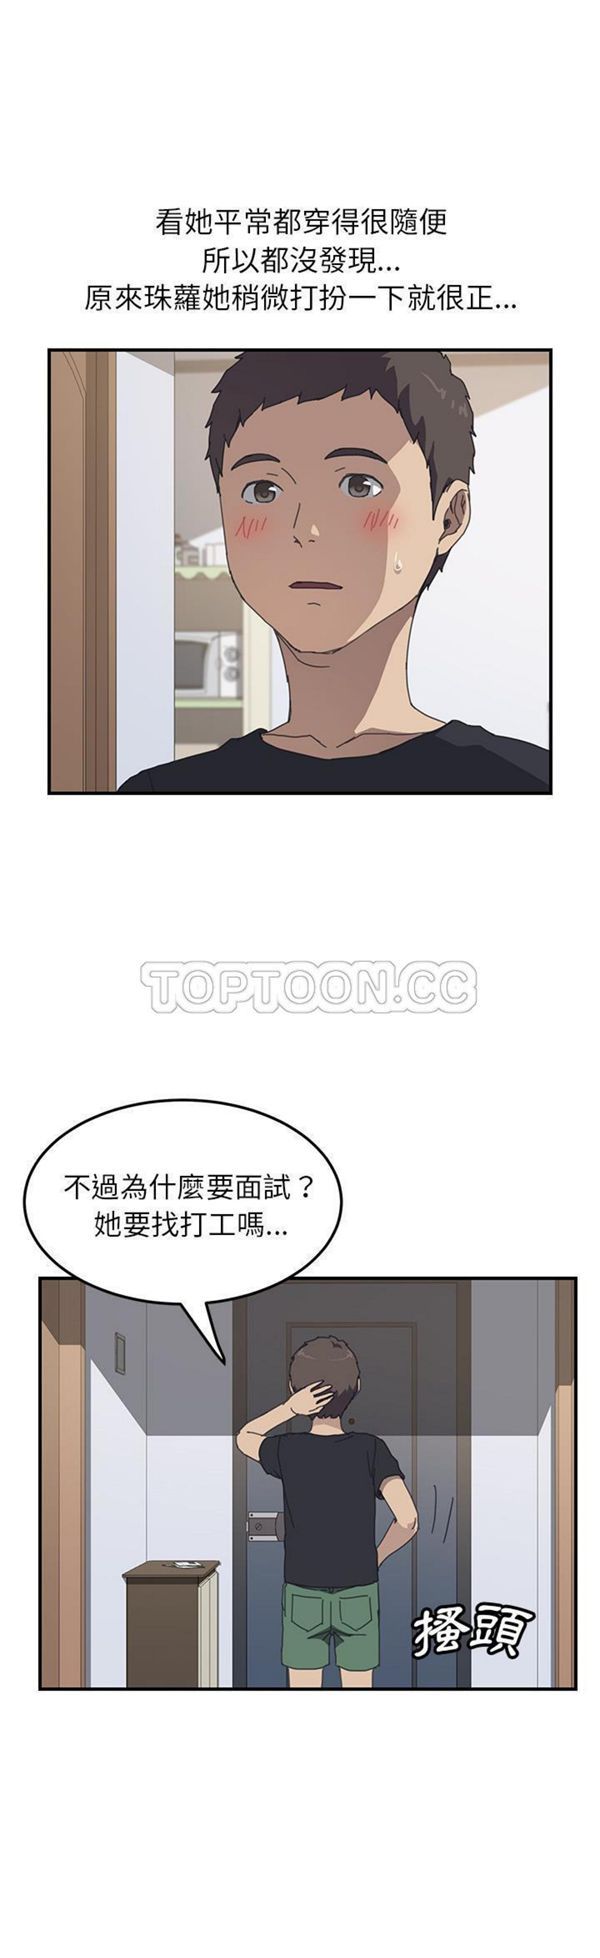 看她平常都穿得很隨便
所以都沒發現...
原來珠蘿她稍微打扮一下就很正...
TOPTOON.CC
不過為什麼要面試？
她要找打工嗎...
搔頭